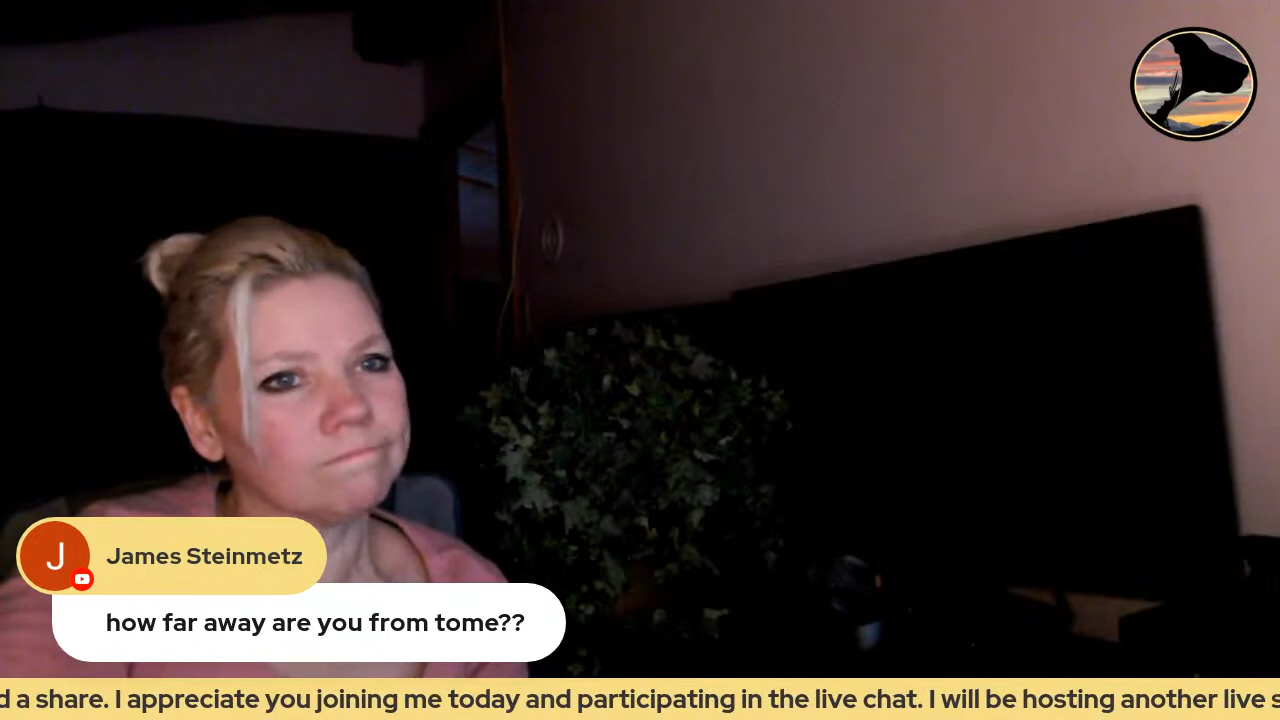 J
James Steinmetz
how far away are you from tome??
d a share. I appreciate you joining me today and participating in the live chat. I will be hosting another live s